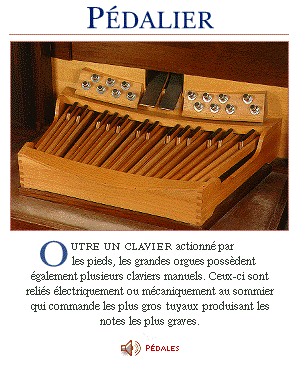 PÉDALIER
OUTRE UN CLAVIER actionné par
les pieds, les grandes orgues possèdent
également plusieurs claviers manuels. Ceux-ci sont
reliés électriquement ou mécaniquement au sommier
qui commande les plus gros tuyaux produisant les
notes les plus graves.
PÉDALES